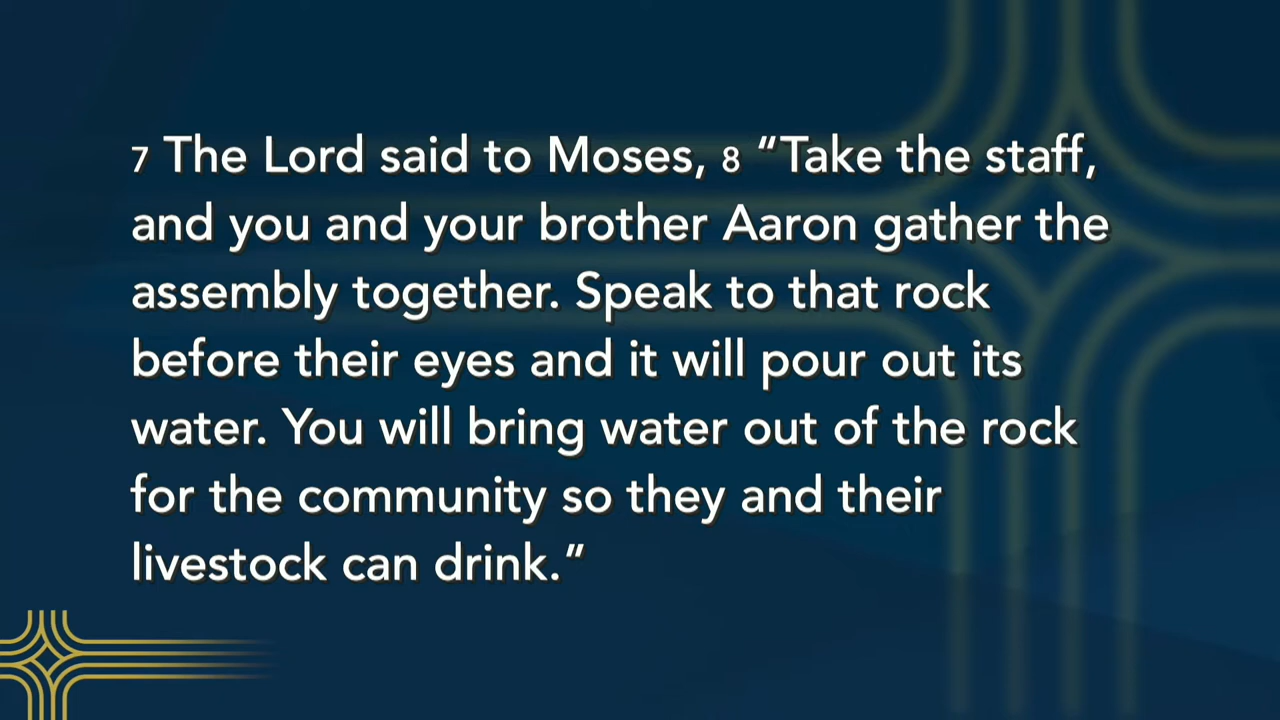 7 The Lord said to Moses, 8 “Take the staff,
and you and your brother Aaron gather the
assembly together. Speak to that rock
before their eyes and it will pour out its
water. You will bring water out of the rock
for the community so they and their
livestock can drink.”